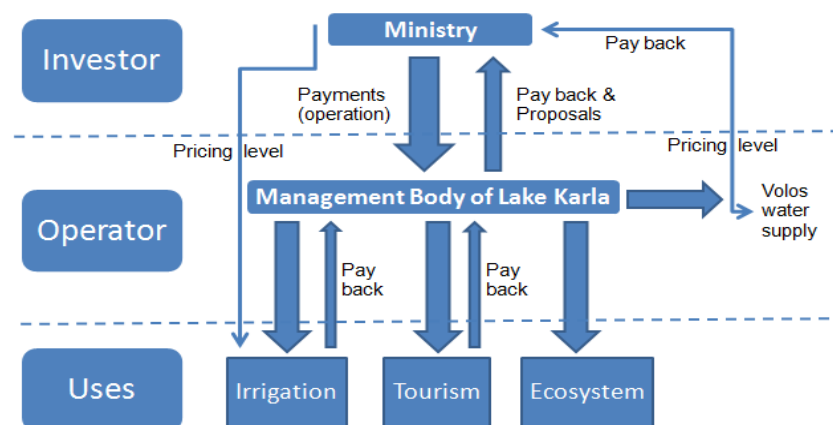 Investor
Ministry
Pay back
Payments
(operation)
Pay back &
Proposals
Pricing level
Pricing level
Operator
Management Body of Lake Karla
Volos
water
supply
Pay
back
Pay
back
Uses
Irrigation
Tourism
Ecosystem